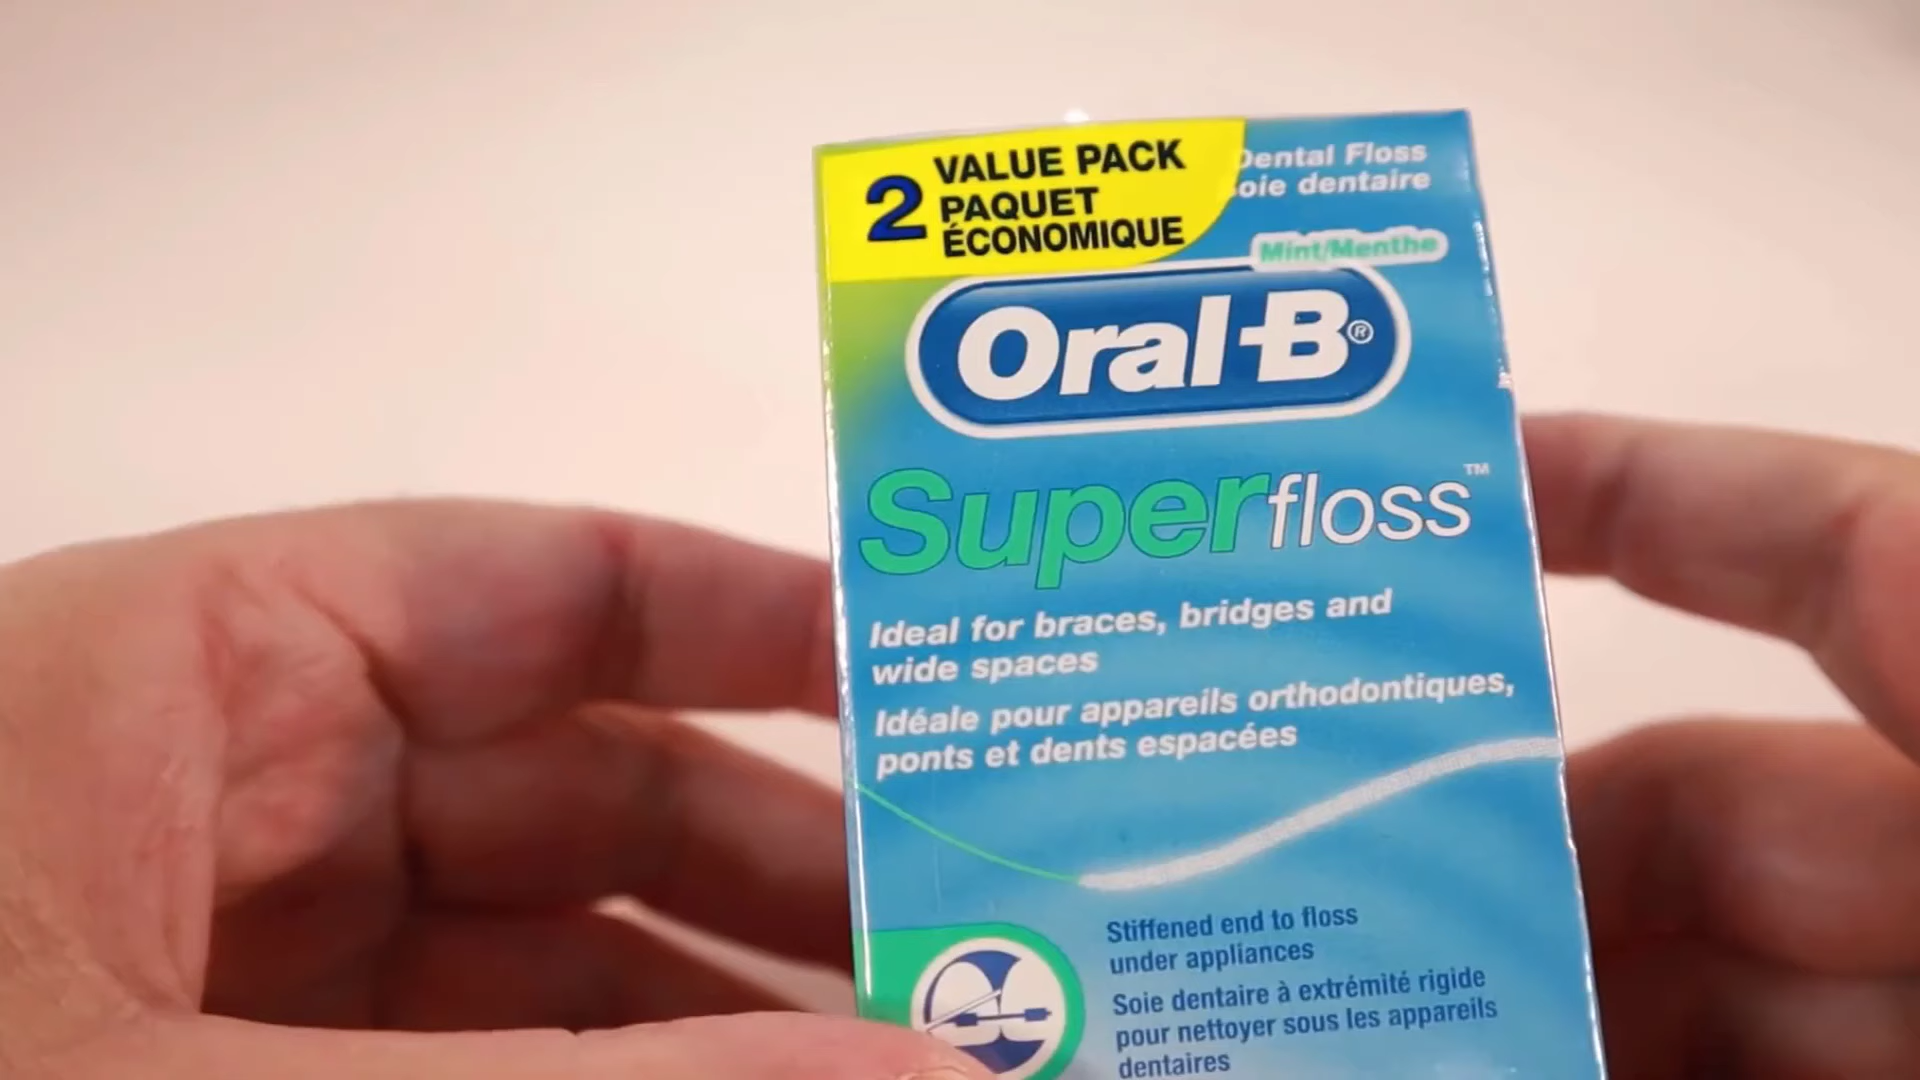 2
VALUE PACK
PAQUET
ÉCONOMIQUE
Dental Floss
oie dentaire
Mint/Menthe
Oral-B®
Superfloss™
Ideal for braces, bridges and
wide spaces
Idéale pour appareils orthodontiques,
ponts et dents espacées
Stiffened end to floss
under appliances
Soie dentaire à extrémité rigide
pour nettoyer sous les appareils
dentaires